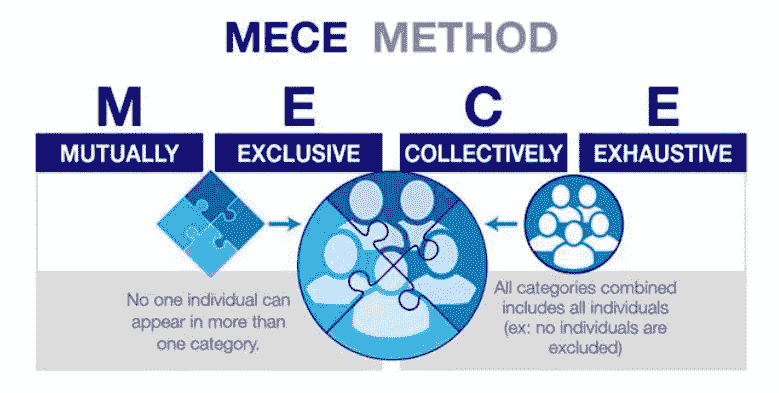 MECE METHOD
M E C E
MUTUALLY EXCLUSIVE COLLECTIVELY EXHAUSTIVE
No one individual can
appear in more than
one category.
All categories combined
includes all individuals
(ex: no individuals are
excluded)